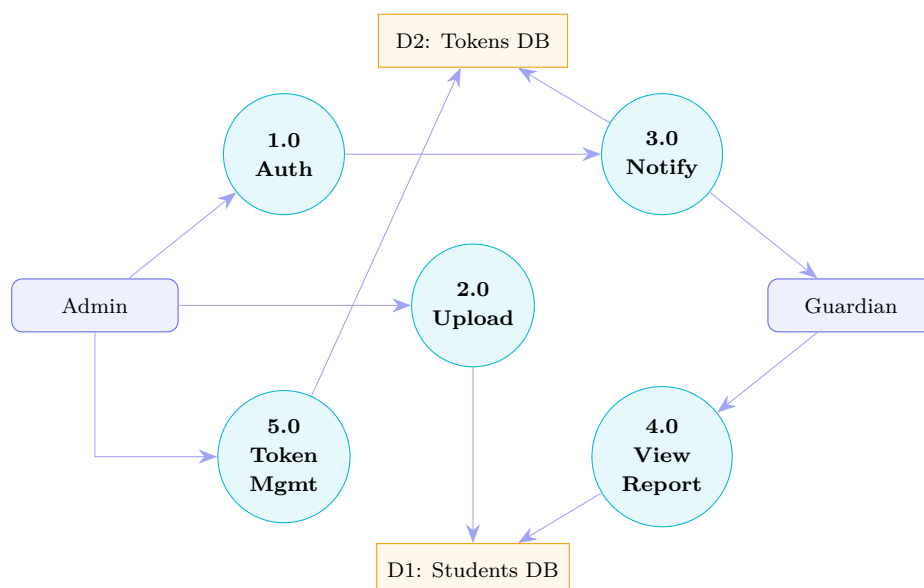 D2: Tokens DB
1.0
Auth
3.0
Notify
Admin
2.0
Upload
Guardian
5.0
Token
Mgmt
4.0
View
Report
D1: Students DB